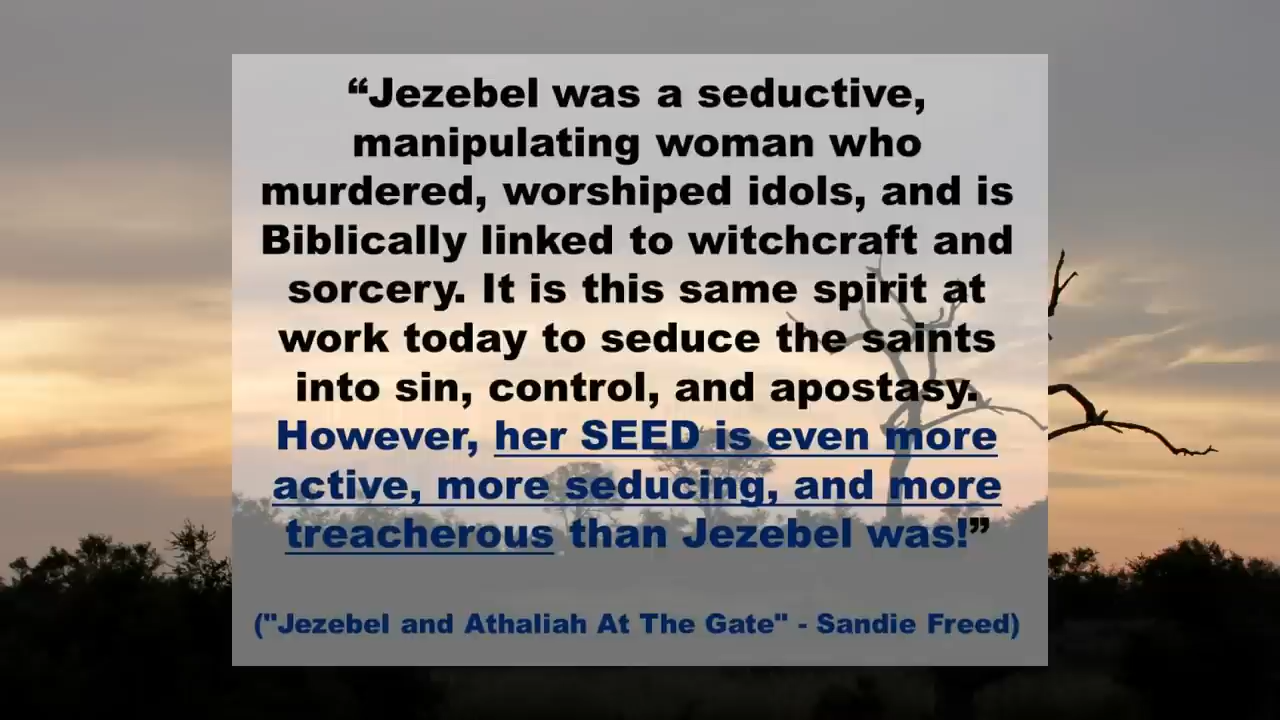 “Jezebel was a seductive,
manipulating woman who
murdered, worshiped idols, and is
Biblically linked to witchcraft and
sorcery. It is this same spirit at
work today to seduce the saints
into sin, control, and apostasy.
However, her SEED is even more
active, more seducing, and more
treacherous than Jezebel was!”
("Jezebel and Athaliah At The Gate" - Sandie Freed)